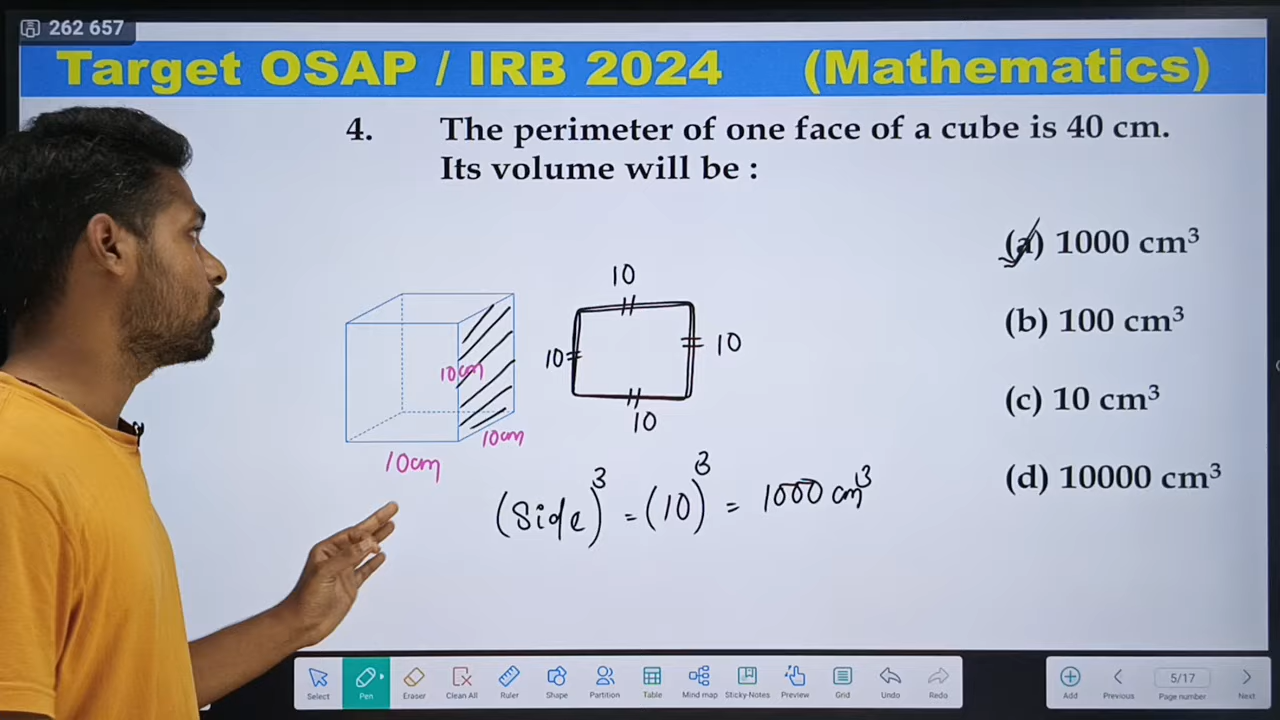 262 657
Target OSAP / IRB 2024 (Mathematics)
4. The perimeter of one face of a cube is 40 cm.
Its volume will be :
(a) 1000 cm³
(b) 100 cm³
(c) 10 cm³
(d) 10000 cm³
10
10
10
10
10cm
10cm
10cm
(Side)³ = (10)³ = 1000 cm³
Select
Pen
Eraser
Clean All
Ruler
Shape
Partition
Table
Mind map
Sticky-Notes
Preview
Grid
Undo
Redo
Add
Previous
5/17
Page number
Next